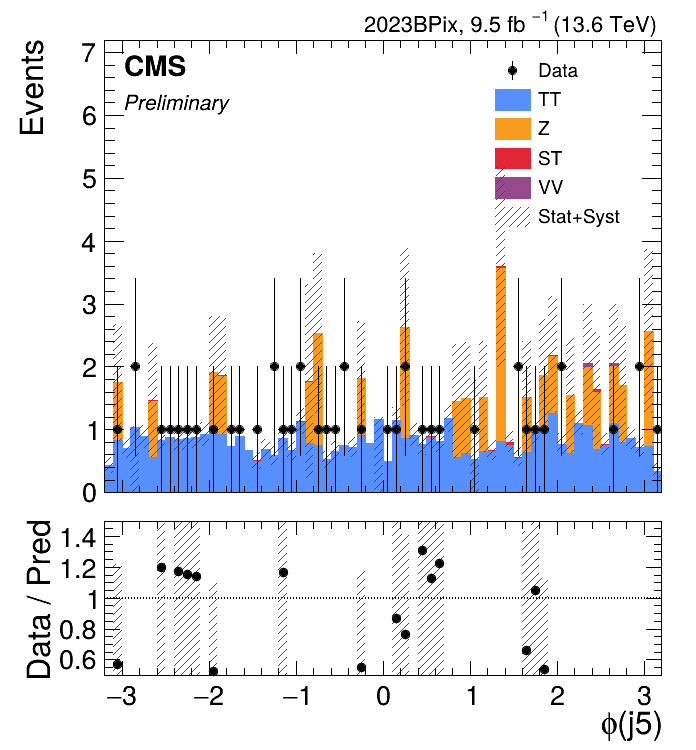 2023BPix, 9.5 fb⁻¹ (13.6 TeV)
Events
7
6
5
4
3
2
1
0
CMS
Preliminary
Data
TT
Z
ST
VV
Stat+Syst
Data / Pred
1.4
1.2
1
0.8
0.6
−3 −2 −1 0 1 2 3
ϕ(j5)